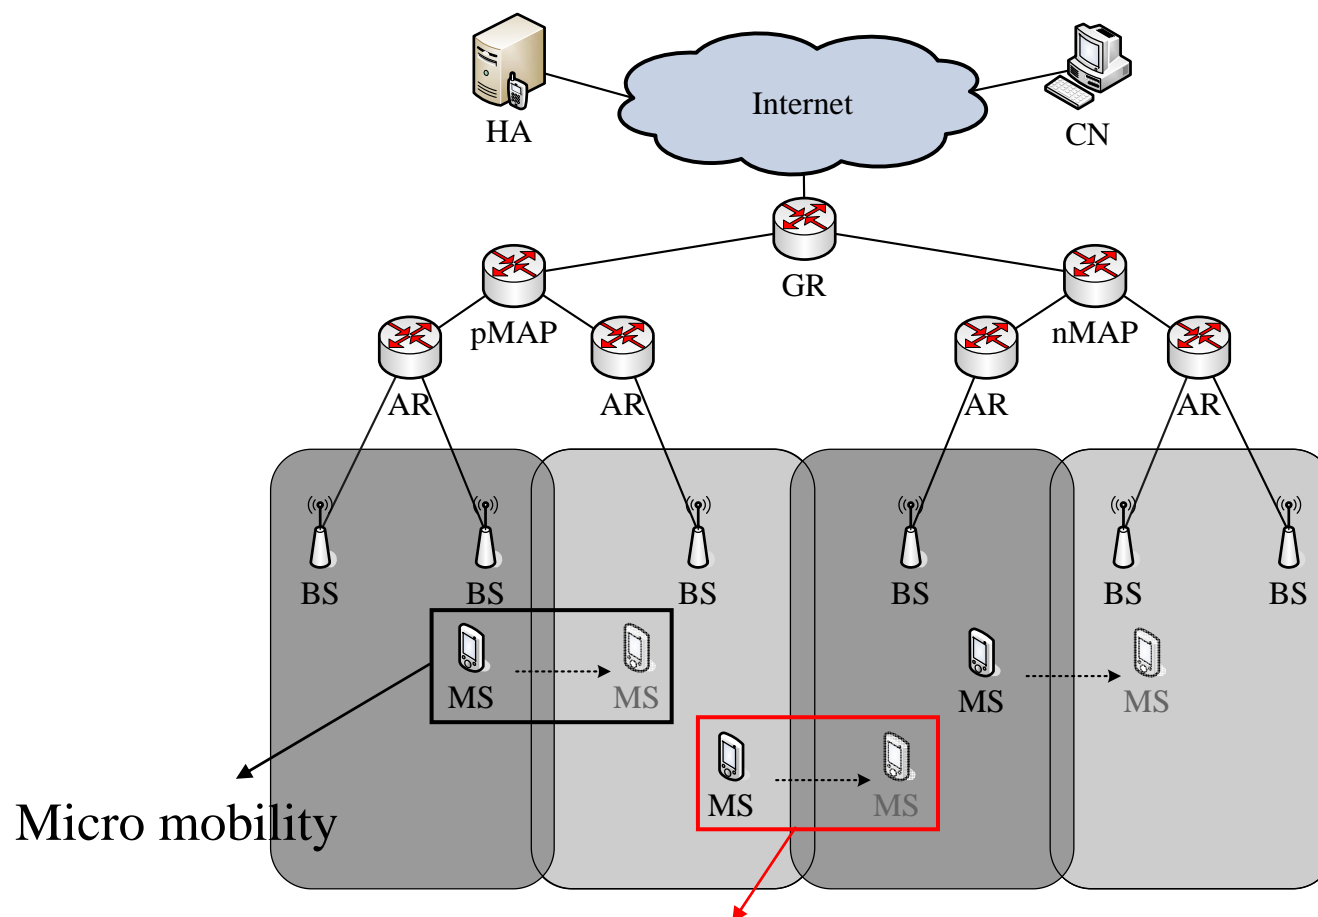 HA
Internet
CN
GR
pMAP
nMAP
AR
AR
AR
AR
BS
BS
BS
BS
BS
BS
MS
MS
MS
MS
MS
MS
Micro mobility